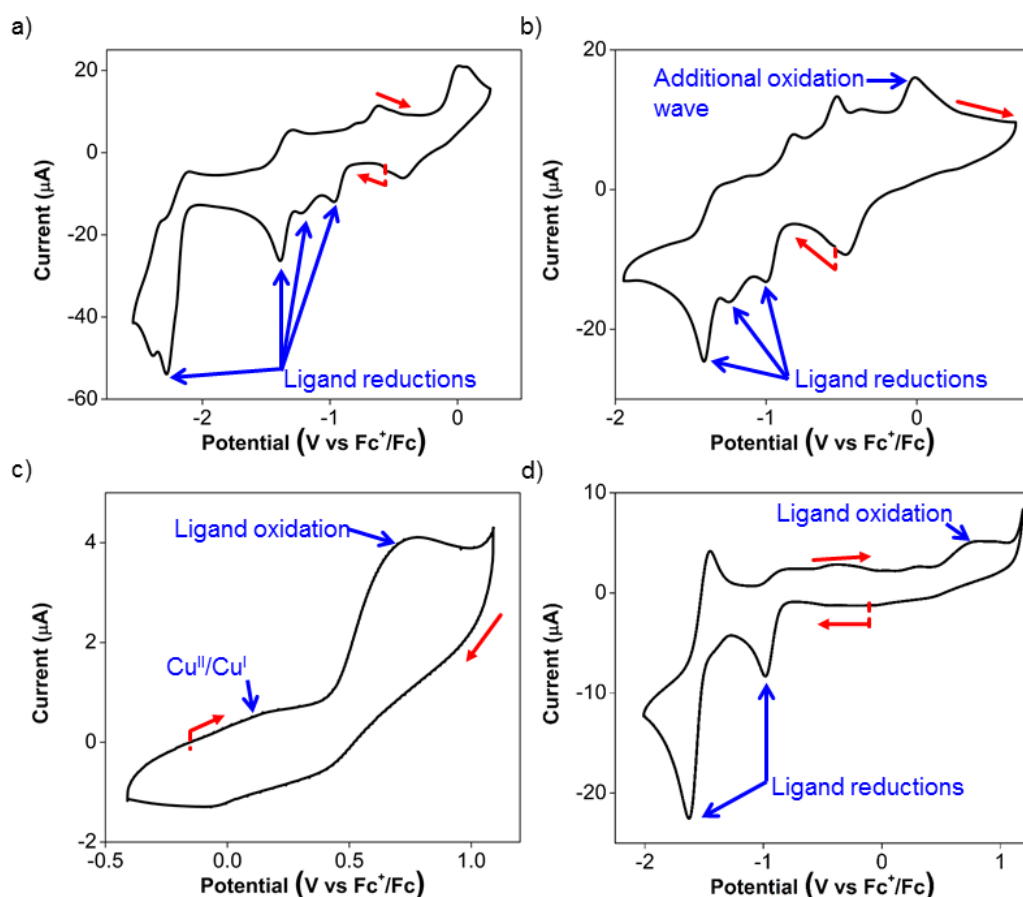 a)
20
0
-20
-40
-60
Current (µA)
Ligand reductions
-2
-1
0
Potential (V vs Fc⁺/Fc)
b)
20
0
-20
Current (µA)
Additional oxidation
wave
Ligand reductions
-2
-1
0
Potential (V vs Fc⁺/Fc)
c)
4
2
0
-2
Current (µA)
Ligand oxidation
Cuᴵᴵ/Cuᴵ
-0.5
0.0
0.5
1.0
Potential (V vs Fc⁺/Fc)
d)
10
0
-10
-20
Current (µA)
Ligand oxidation
Ligand reductions
-2
-1
0
1
Potential (V vs Fc⁺/Fc)